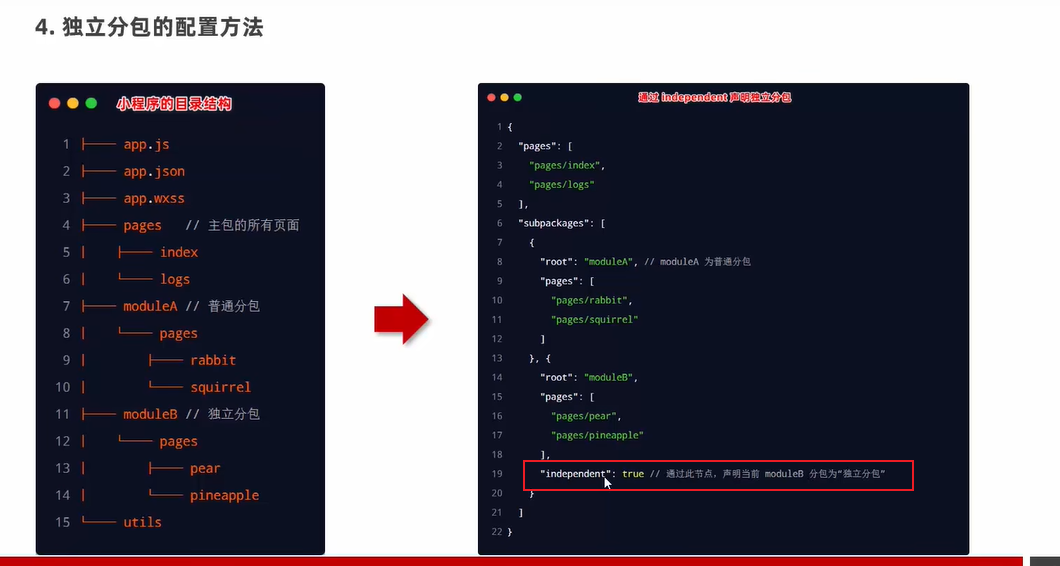 4. 独立分包的配置方法
小程序的目录结构
1 ├── app.js
2 ├── app.json
3 ├── app.wxss
4 ├── pages // 主包的所有页面
5 │ ├── index
6 │ └── logs
7 ├── moduleA // 普通分包
8 │ └── pages
9 │ ├── rabbit
10 │ └── squirrel
11 ├── moduleB // 独立分包
12 │ └── pages
13 │ ├── pear
14 │ └── pineapple
15 └── utils
通过 independent 声明独立分包
1 {
2 "pages": [
3 "pages/index",
4 "pages/logs"
5 ],
6 "subpackages": [
7 {
8 "root": "moduleA", // moduleA 为普通分包
9 "pages": [
10 "pages/rabbit",
11 "pages/squirrel"
12 ]
13 }, {
14 "root": "moduleB",
15 "pages": [
16 "pages/pear",
17 "pages/pineapple"
18 ],
19 "independent": true // 通过此节点，声明当前 moduleB 分包为“独立分包”
20 }
21 ]
22 }